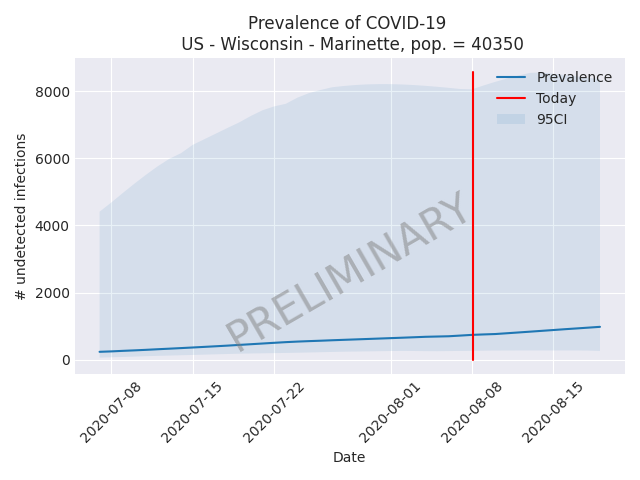 Prevalence of COVID-19
US - Wisconsin - Marinette, pop. = 40350
Prevalence
Today
95CI
8000
6000
4000
2000
0
# undetected infections
PRELIMINARY
2020-07-08
2020-07-15
2020-07-22
2020-08-01
2020-08-08
2020-08-15
Date